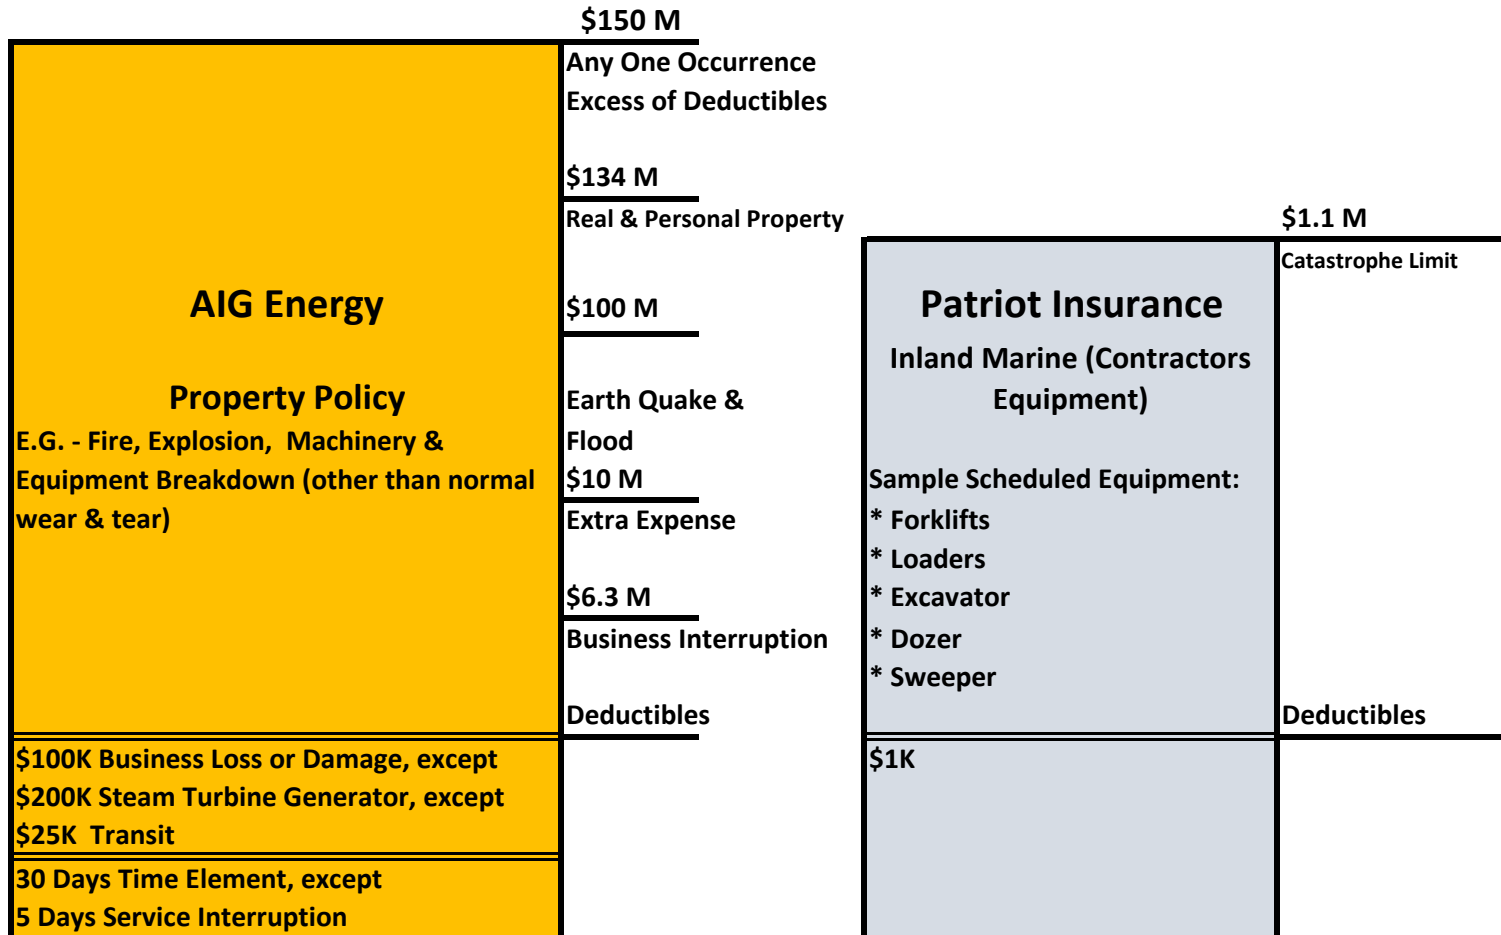 $150 M
Any One Occurrence
Excess of Deductibles
$134 M
Real & Personal Property
$100 M
Earth Quake &
Flood
$10 M
Extra Expense
$6.3 M
Business Interruption
Deductibles
AIG Energy
Property Policy
E.G. - Fire, Explosion, Machinery &
Equipment Breakdown (other than normal
wear & tear)
$100K Business Loss or Damage, except
$200K Steam Turbine Generator, except
$25K Transit
30 Days Time Element, except
5 Days Service Interruption
$1.1 M
Catastrophe Limit
Patriot Insurance
Inland Marine (Contractors
Equipment)
Sample Scheduled Equipment:
* Forklifts
* Loaders
* Excavator
* Dozer
* Sweeper
Deductibles
$1K